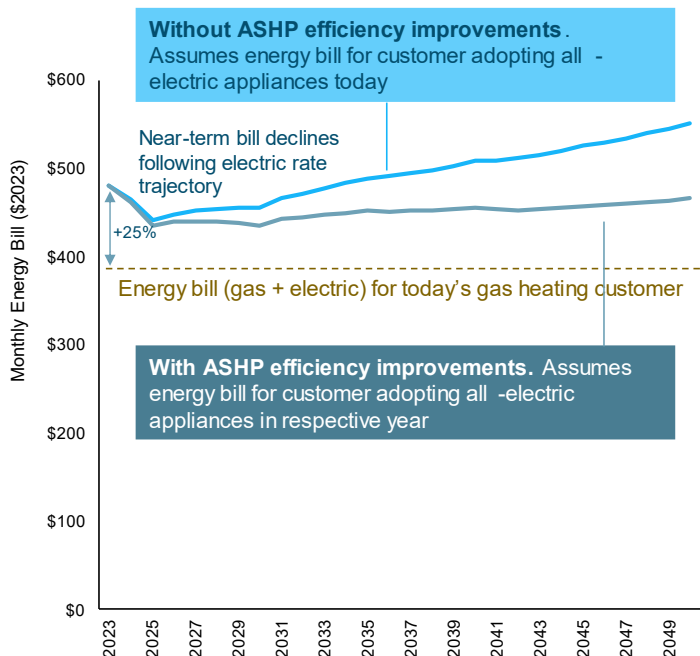 Without ASHP efficiency improvements.
Assumes energy bill for customer adopting all -
electric appliances today
$600
Near-term bill declines
following electric rate
trajectory
$500
+25%
$400
Energy bill (gas + electric) for today's gas heating customer
$300
With ASHP efficiency improvements. Assumes
energy bill for customer adopting all -electric
appliances in respective year
$200
$100
$0
Monthly Energy Bill ($2023)
2023
2025
2027
2029
2031
2033
2035
2037
2039
2041
2043
2045
2047
2049